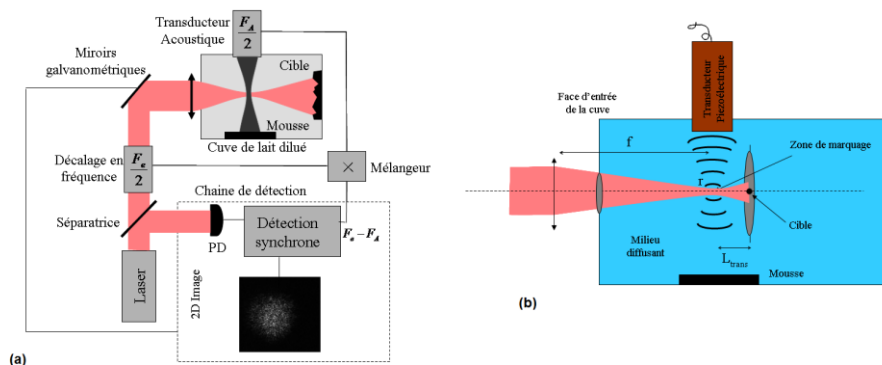 Transducteur
Acoustique
F_A
2
Miroirs
galvanométriques
Cible
Mousse
Cuve de lait dilué
Décalage en
fréquence
F_e
2
×
Mélangeur
Chaine de détection
Séparatrice
PD
Détection
synchrone
F_e - F_A
Laser
2D Image
(a)
Transducteur
Piezoélectrique
Face d'entrée
de la cuve
f
Zone de marquage
r
Cible
Milieu
diffusant
L_trans
Mousse
(b)